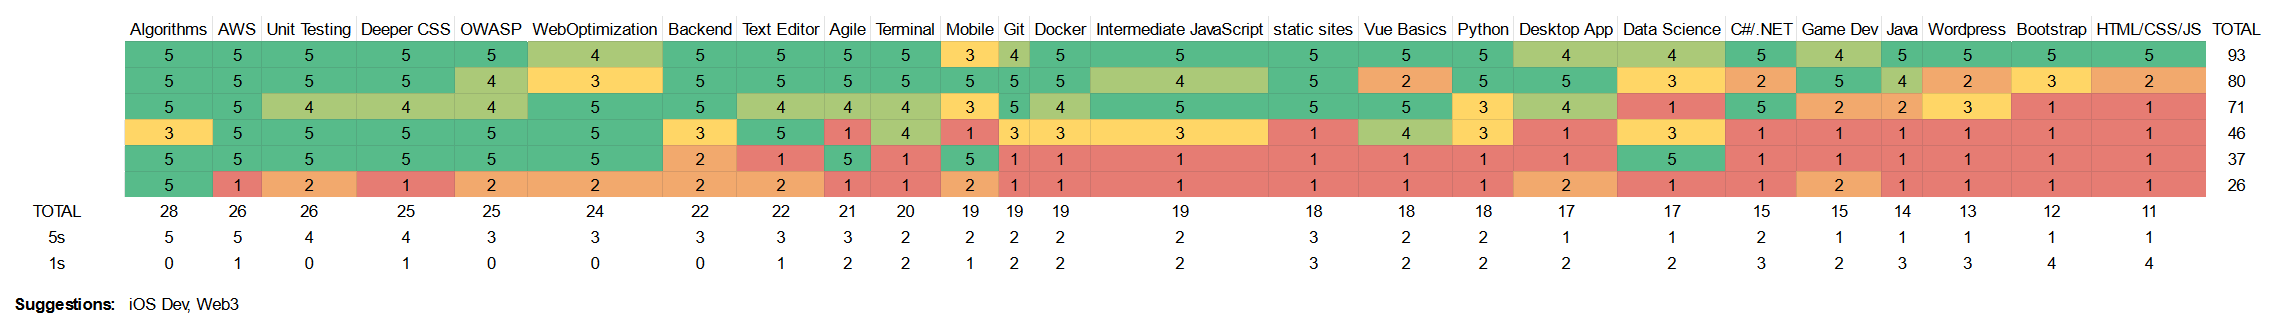 Algorithms AWS Unit Testing Deeper CSS OWASP WebOptimization Backend Text Editor Agile Terminal Mobile Git Docker Intermediate JavaScript static sites Vue Basics Python Desktop App Data Science C#/.NET Game Dev Java Wordpress Bootstrap HTML/CSS/JS TOTAL
5 5 5 5 5 4 5 5 5 5 3 4 5 5 5 5 5 4 4 5 4 5 5 5 5 93
5 5 5 5 4 3 5 5 5 5 5 5 5 4 5 2 5 5 3 2 5 4 2 3 2 80
5 5 4 4 4 5 5 4 4 4 3 5 4 5 5 5 3 4 1 5 2 2 3 1 1 71
3 5 5 5 5 5 3 5 1 4 1 3 3 3 1 4 3 1 3 1 1 1 1 1 1 46
5 5 5 5 5 5 2 1 5 1 5 1 1 1 1 1 1 1 5 1 1 1 1 1 1 37
5 1 2 1 2 2 2 2 1 1 2 1 1 1 1 1 1 2 1 1 2 1 1 1 1 26
TOTAL 28 26 26 25 25 24 22 22 21 20 19 19 19 19 18 18 18 17 17 15 15 14 13 12 11
5s 5 5 4 4 3 3 3 3 3 2 2 2 2 2 3 2 2 1 1 2 1 1 1 1 1
1s 0 1 0 1 0 0 0 1 2 2 1 2 2 2 3 2 2 2 2 3 2 3 3 4 4
Suggestions: iOS Dev, Web3